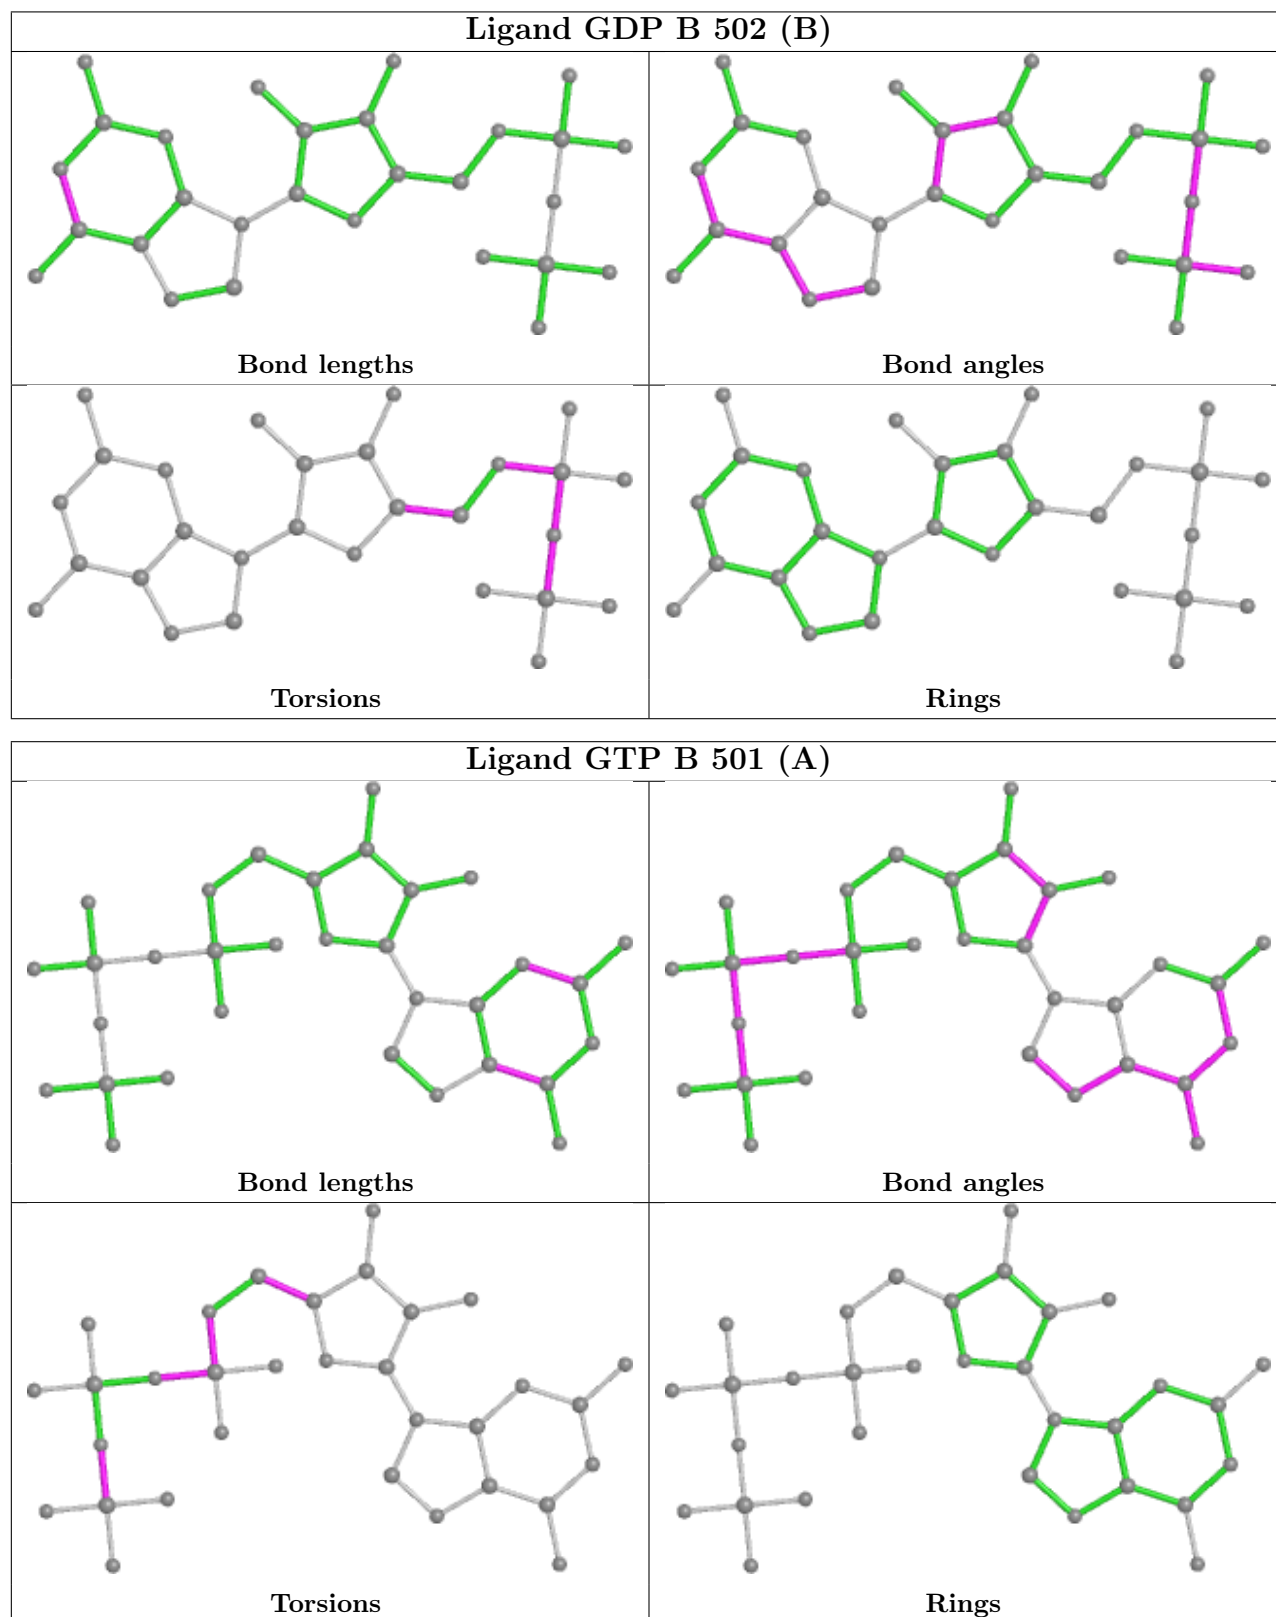 Ligand GDP B 502 (B)
Bond lengths
Bond angles
Torsions
Rings
Ligand GTP B 501 (A)
Bond lengths
Bond angles
Torsions
Rings